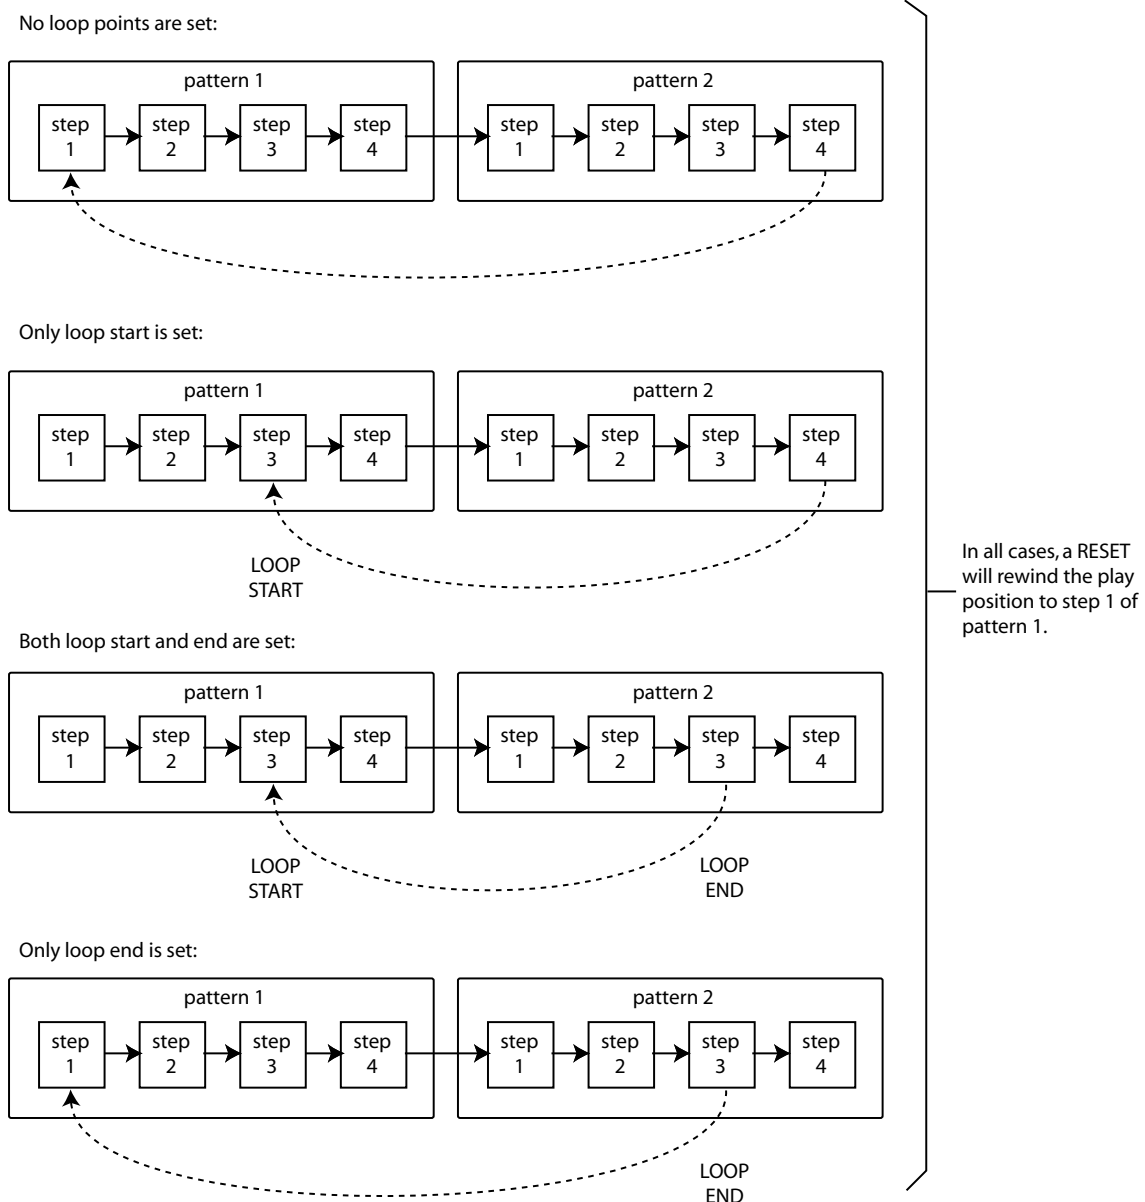 No loop points are set:
pattern 1
step
1
step
2
step
3
step
4
pattern 2
step
1
step
2
step
3
step
4
Only loop start is set:
pattern 1
step
1
step
2
step
3
step
4
pattern 2
step
1
step
2
step
3
step
4
LOOP
START
Both loop start and end are set:
pattern 1
step
1
step
2
step
3
step
4
pattern 2
step
1
step
2
step
3
step
4
LOOP
START
LOOP
END
Only loop end is set:
pattern 1
step
1
step
2
step
3
step
4
pattern 2
step
1
step
2
step
3
step
4
LOOP
END
In all cases, a RESET
will rewind the play
position to step 1 of
pattern 1.